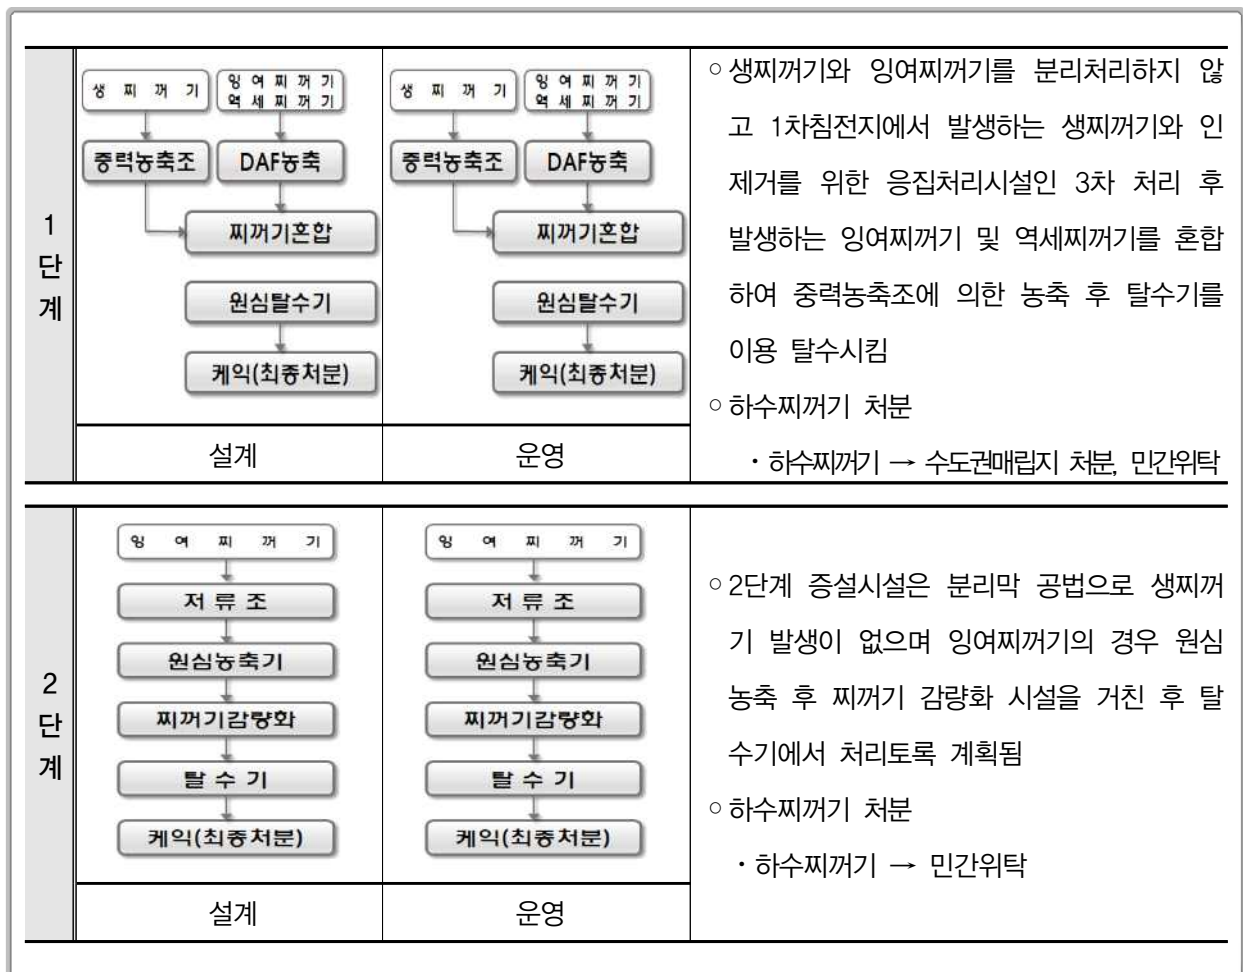 1
단
계
생 찌 꺼 기
잉 여 찌 꺼 기
역 세 찌 꺼 기
중력농축조
DAF농축
찌꺼기혼합
원심탈수기
케익(최종처분)
설계
생 찌 꺼 기
잉 여 찌 꺼 기
역 세 찌 꺼 기
중력농축조
DAF농축
찌꺼기혼합
원심탈수기
케익(최종처분)
운영
○ 생찌꺼기와 잉여찌꺼기를 분리처리하지 않
고 1차침전지에서 발생하는 생찌꺼기와 인
제거를 위한 응집처리시설인 3차 처리 후
발생하는 잉여찌꺼기 및 역세찌꺼기를 혼합
하여 중력농축조에 의한 농축 후 탈수기를
이용 탈수시킴
○ 하수찌꺼기 처분
・하수찌꺼기 → 수도권매립지 처분, 민간위탁
2
단
계
잉 여 찌 꺼 기
저 류 조
원심농축기
찌꺼기감량화
탈 수 기
케익(최종처분)
설계
잉 여 찌 꺼 기
저 류 조
원심농축기
찌꺼기감량화
탈 수 기
케익(최종처분)
운영
○ 2단계 증설시설은 분리막 공법으로 생찌꺼
기 발생이 없으며 잉여찌꺼기의 경우 원심
농축 후 찌꺼기 감량화 시설을 거친 후 탈
수기에서 처리토록 계획됨
○ 하수찌꺼기 처분
・하수찌꺼기 → 민간위탁